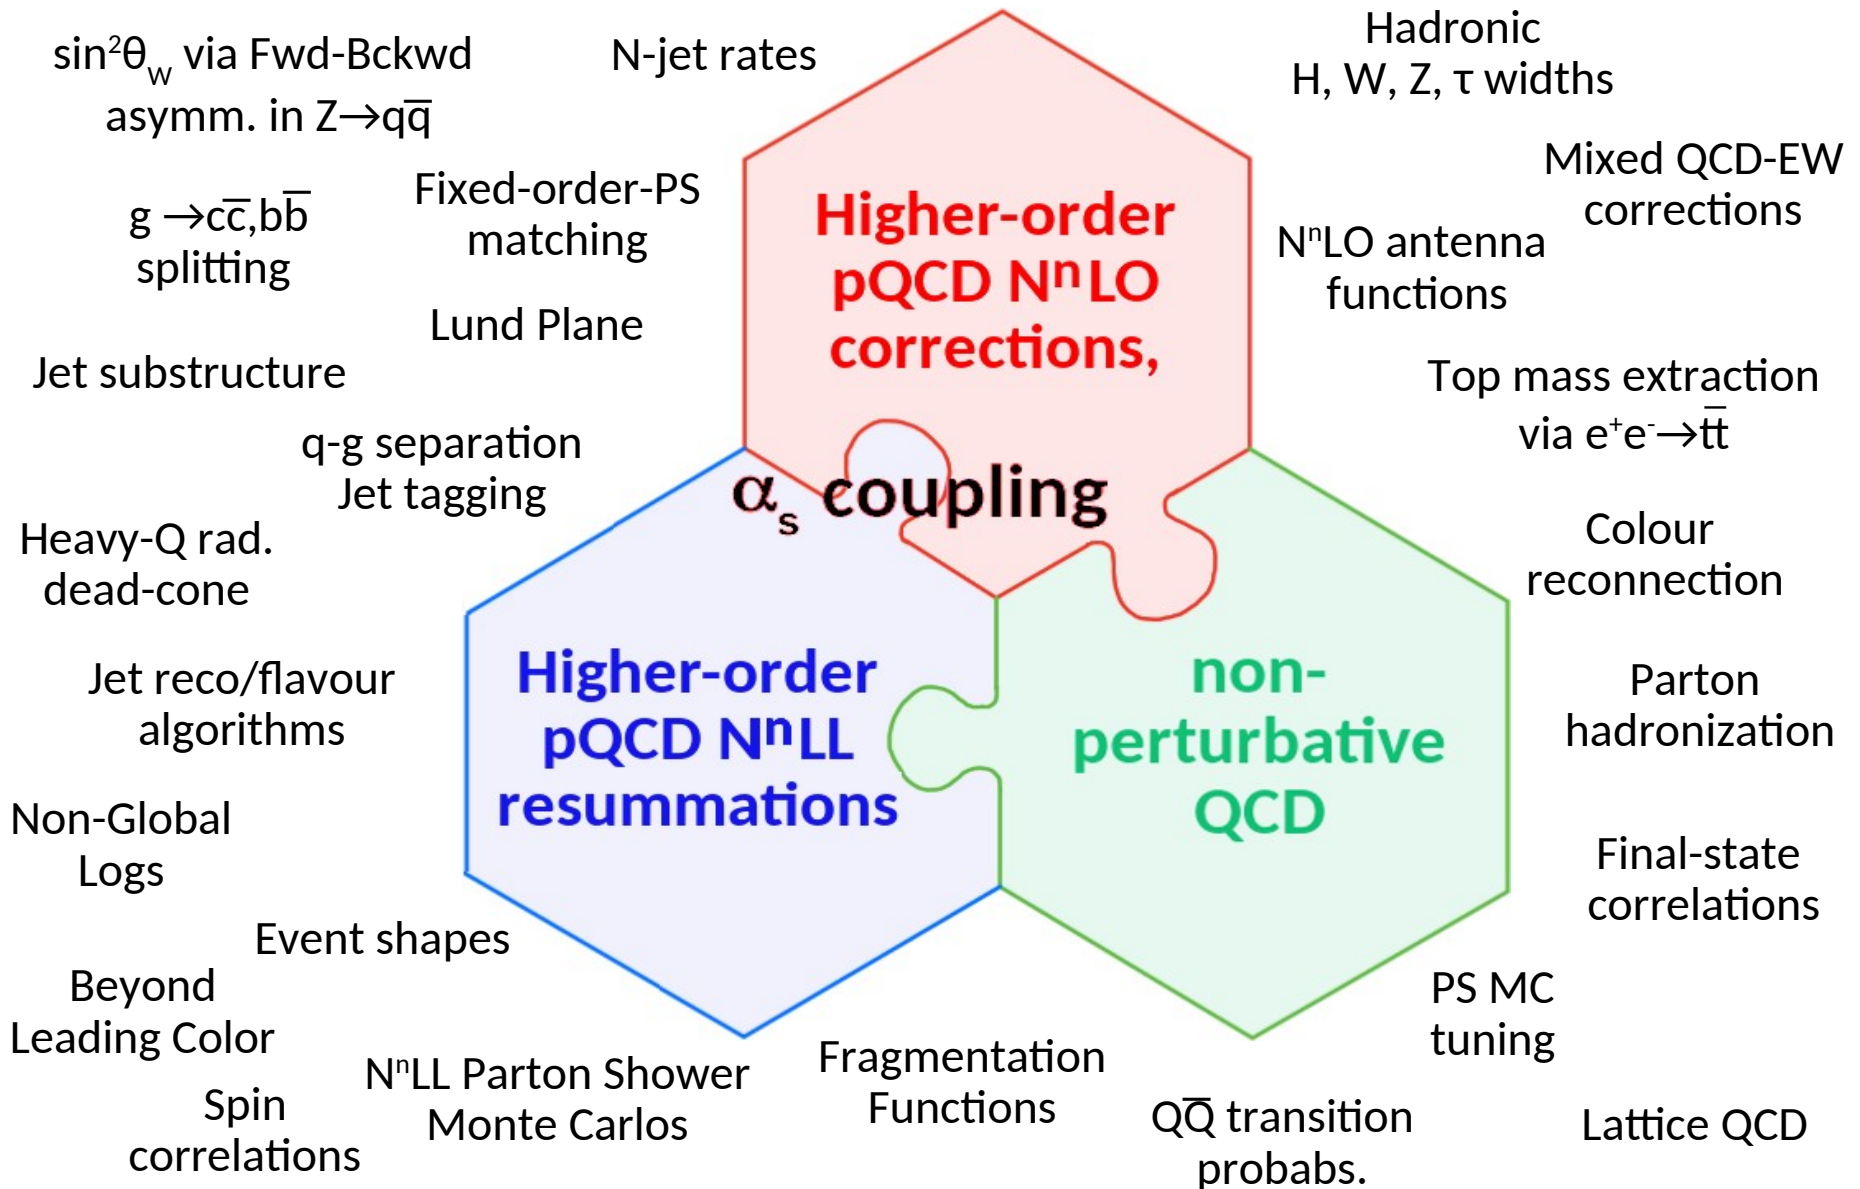 sin²θ_W via Fwd-Bckwd
asymm. in Z→qq̅
N-jet rates
Hadronic
H, W, Z, τ widths
Mixed QCD-EW
corrections
g →cc̅,bb̅
splitting
Fixed-order-PS
matching
Higher-order
pQCD NⁿLO
corrections,
NⁿLO antenna
functions
Lund Plane
Jet substructure
Top mass extraction
via e⁺e⁻→tt̅
q-g separation
Jet tagging
α_s coupling
Heavy-Q rad.
dead-cone
Colour
reconnection
Jet reco/flavour
algorithms
Higher-order
pQCD NⁿLL
resummations
non-
perturbative
QCD
Parton
hadronization
Non-Global
Logs
Final-state
correlations
Event shapes
Beyond
Leading Color
PS MC
tuning
Spin
correlations
NⁿLL Parton Shower
Monte Carlos
Fragmentation
Functions
QQ̅ transition
probabs.
Lattice QCD